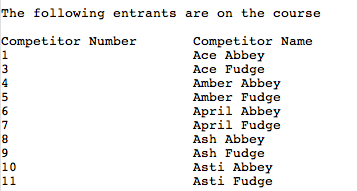 The following entrants are on the course
Competitor Number Competitor Name
1 Ace Abbey
3 Ace Fudge
4 Amber Abbey
5 Amber Fudge
6 April Abbey
7 April Fudge
8 Ash Abbey
9 Ash Fudge
10 Asti Abbey
11 Asti Fudge